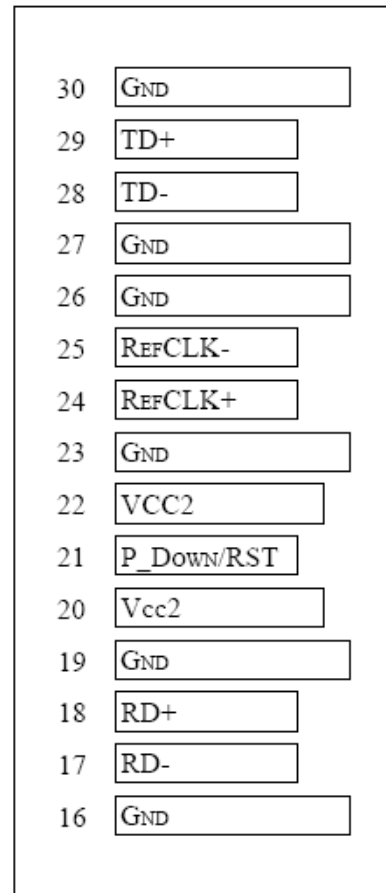 30 GND
29 TD+
28 TD-
27 GND
26 GND
25 REFCLK-
24 REFCLK+
23 GND
22 VCC2
21 P_DOWN/RST
20 Vcc2
19 GND
18 RD+
17 RD-
16 GND